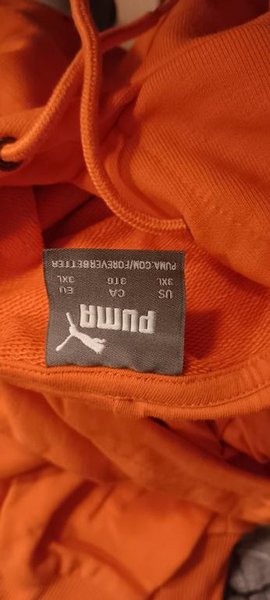 PUMA
US CA EU
3XL 3TG 3XL
PUMA.COM/FOREVERBETTER